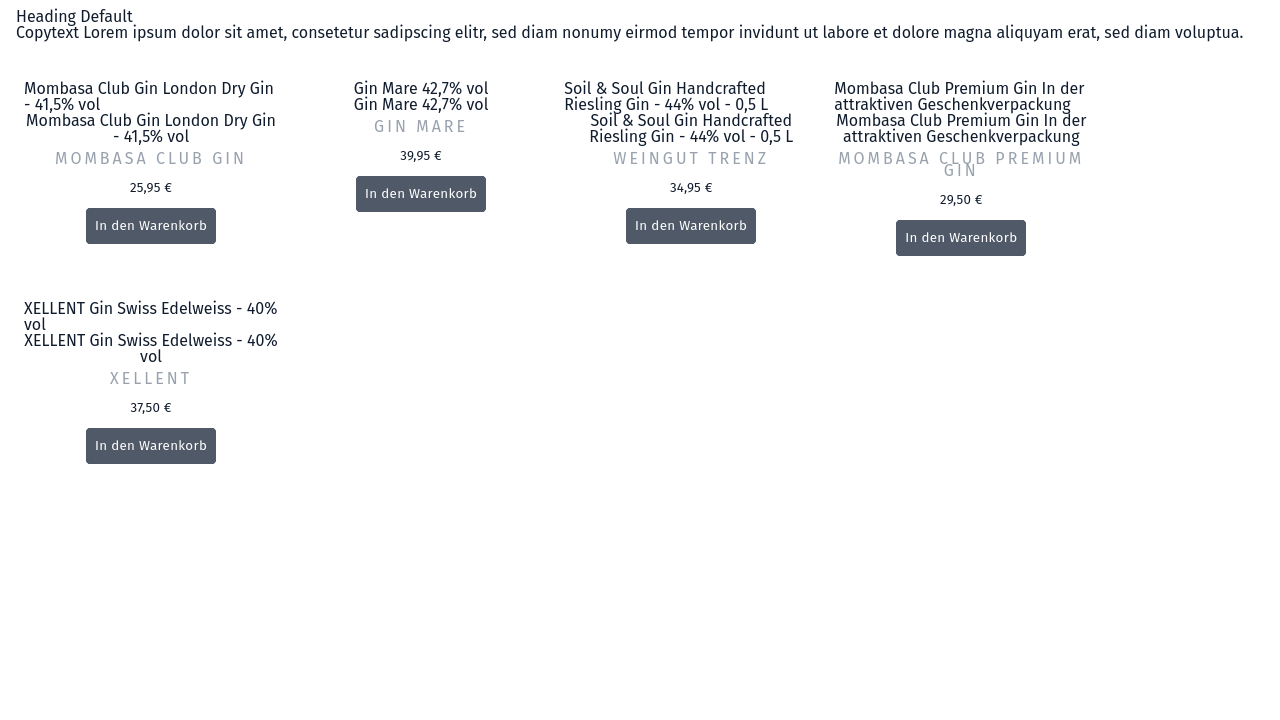 Heading Default
Copytext Lorem ipsum dolor sit amet, consetetur sadipscing elitr, sed diam nonumy eirmod tempor invidunt ut labore et dolore magna aliquyam erat, sed diam voluptua.
Mombasa Club Gin London Dry Gin
- 41,5% vol
Mombasa Club Gin London Dry Gin
- 41,5% vol
MOMBASA CLUB GIN
25,95 €
In den Warenkorb
Gin Mare 42,7% vol
Gin Mare 42,7% vol
GIN MARE
39,95 €
In den Warenkorb
Soil & Soul Gin Handcrafted
Riesling Gin - 44% vol - 0,5 L
Soil & Soul Gin Handcrafted
Riesling Gin - 44% vol - 0,5 L
WEINGUT TRENZ
34,95 €
In den Warenkorb
Mombasa Club Premium Gin In der
attraktiven Geschenkverpackung
Mombasa Club Premium Gin In der
attraktiven Geschenkverpackung
MOMBASA CLUB PREMIUM
GIN
29,50 €
In den Warenkorb
XELLENT Gin Swiss Edelweiss - 40%
vol
XELLENT Gin Swiss Edelweiss - 40%
vol
XELLENT
37,50 €
In den Warenkorb